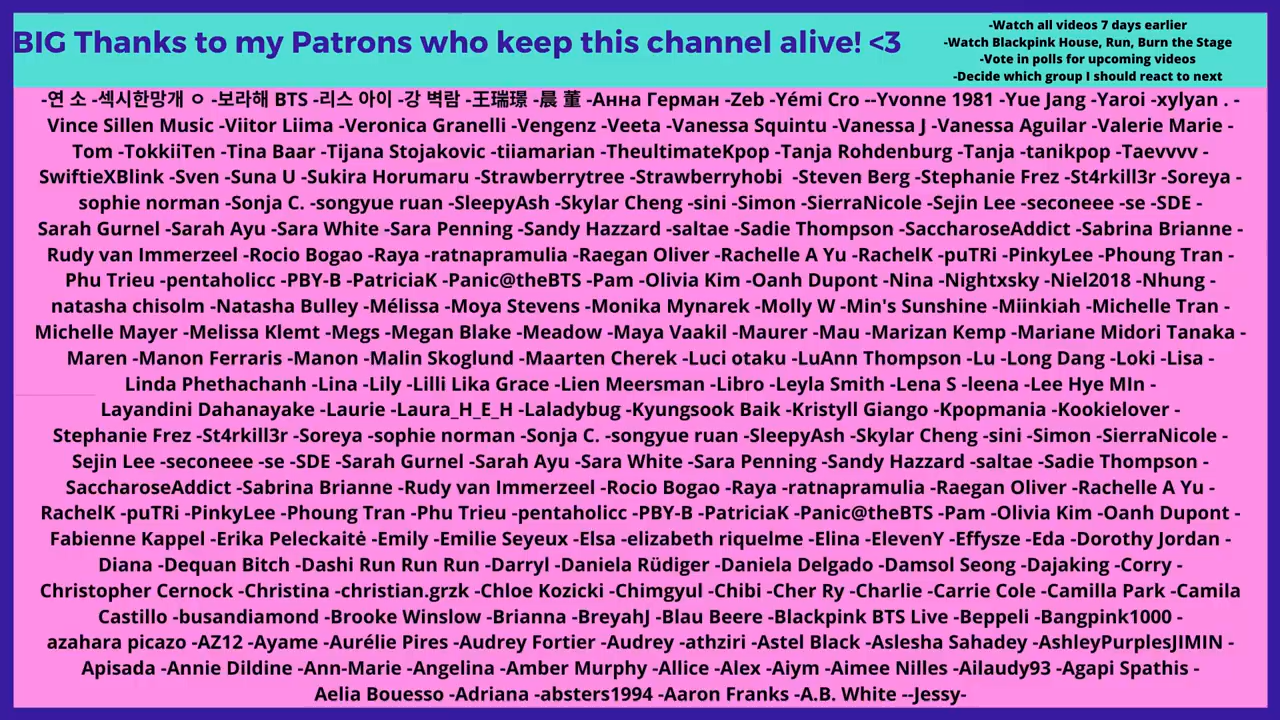 BIG Thanks to my Patrons who keep this channel alive! <3
-Watch all videos 7 days earlier
-Watch Blackpink House, Run, Burn the Stage
-Vote in polls for upcoming videos
-Decide which group I should react to next
-연 소 -섹시한망개 ㅇ -보라해 BTS -리스 아이 -강 벽람 -王瑞璟 -晨 董 -Анна Герман -Zeb -Yémi Cro --Yvonne 1981 -Yue Jang -Yaroi -xylyan . -
Vince Sillen Music -Viitor Liima -Veronica Granelli -Vengenz -Veeta -Vanessa Squintu -Vanessa J -Vanessa Aguilar -Valerie Marie -
Tom -TokkiiTen -Tina Baar -Tijana Stojakovic -tiiamarian -TheultimateKpop -Tanja Rohdenburg -Tanja -tanikpop -Taevvvv -
SwiftieXBlink -Sven -Suna U -Sukira Horumaru -Strawberrytree -Strawberryhobi -Steven Berg -Stephanie Frez -St4rkill3r -Soreya -
sophie norman -Sonja C. -songyue ruan -SleepyAsh -Skylar Cheng -sini -Simon -SierraNicole -Sejin Lee -seconeee -se -SDE -
Sarah Gurnel -Sarah Ayu -Sara White -Sara Penning -Sandy Hazzard -saltae -Sadie Thompson -SaccharoseAddict -Sabrina Brianne -
Rudy van Immerzeel -Rocio Bogao -Raya -ratnapramulia -Raegan Oliver -Rachelle A Yu -RachelK -puTRi -PinkyLee -Phoung Tran -
Phu Trieu -pentaholicc -PBY-B -PatriciaK -Panic@theBTS -Pam -Olivia Kim -Oanh Dupont -Nina -Nightxsky -Niel2018 -Nhung -
natasha chisolm -Natasha Bulley -Mélissa -Moya Stevens -Monika Mynarek -Molly W -Min's Sunshine -Miinkiah -Michelle Tran -
Michelle Mayer -Melissa Klemt -Megs -Megan Blake -Meadow -Maya Vaakil -Maurer -Mau -Marizan Kemp -Mariane Midori Tanaka -
Maren -Manon Ferraris -Manon -Malin Skoglund -Maarten Cherek -Luci otaku -LuAnn Thompson -Lu -Long Dang -Loki -Lisa -
Linda Phethachanh -Lina -Lily -Lilli Lika Grace -Lien Meersman -Libro -Leyla Smith -Lena S -leena -Lee Hye MIn -
Layandini Dahanayake -Laurie -Laura_H_E_H -Laladybug -Kyungsook Baik -Kristyll Giango -Kpopmania -Kookielover -
Stephanie Frez -St4rkill3r -Soreya -sophie norman -Sonja C. -songyue ruan -SleepyAsh -Skylar Cheng -sini -Simon -SierraNicole -
Sejin Lee -seconeee -se -SDE -Sarah Gurnel -Sarah Ayu -Sara White -Sara Penning -Sandy Hazzard -saltae -Sadie Thompson -
SaccharoseAddict -Sabrina Brianne -Rudy van Immerzeel -Rocio Bogao -Raya -ratnapramulia -Raegan Oliver -Rachelle A Yu -
RachelK -puTRi -PinkyLee -Phoung Tran -Phu Trieu -pentaholicc -PBY-B -PatriciaK -Panic@theBTS -Pam -Olivia Kim -Oanh Dupont -
Fabienne Kappel -Erika Peleckaitė -Emily -Emilie Seyeux -Elsa -elizabeth riquelme -Elina -ElevenY -Effysze -Eda -Dorothy Jordan -
Diana -Dequan Bitch -Dashi Run Run Run -Darryl -Daniela Rüdiger -Daniela Delgado -Damsol Seong -Dajaking -Corry -
Christopher Cernock -Christina -christian.grzk -Chloe Kozicki -Chimgyul -Chibi -Cher Ry -Charlie -Carrie Cole -Camilla Park -Camila
Castillo -busandiamond -Brooke Winslow -Brianna -BreyahJ -Blau Beere -Blackpink BTS Live -Beppeli -Bangpink1000 -
azahara picazo -AZ12 -Ayame -Aurélie Pires -Audrey Fortier -Audrey -athziri -Astel Black -Aslesha Sahadey -AshleyPurplesJIMIN -
Apisada -Annie Dildine -Ann-Marie -Angelina -Amber Murphy -Allice -Alex -Aiym -Aimee Nilles -Ailaudy93 -Agapi Spathis -
Aelia Bouesso -Adriana -absters1994 -Aaron Franks -A.B. White --Jessy-